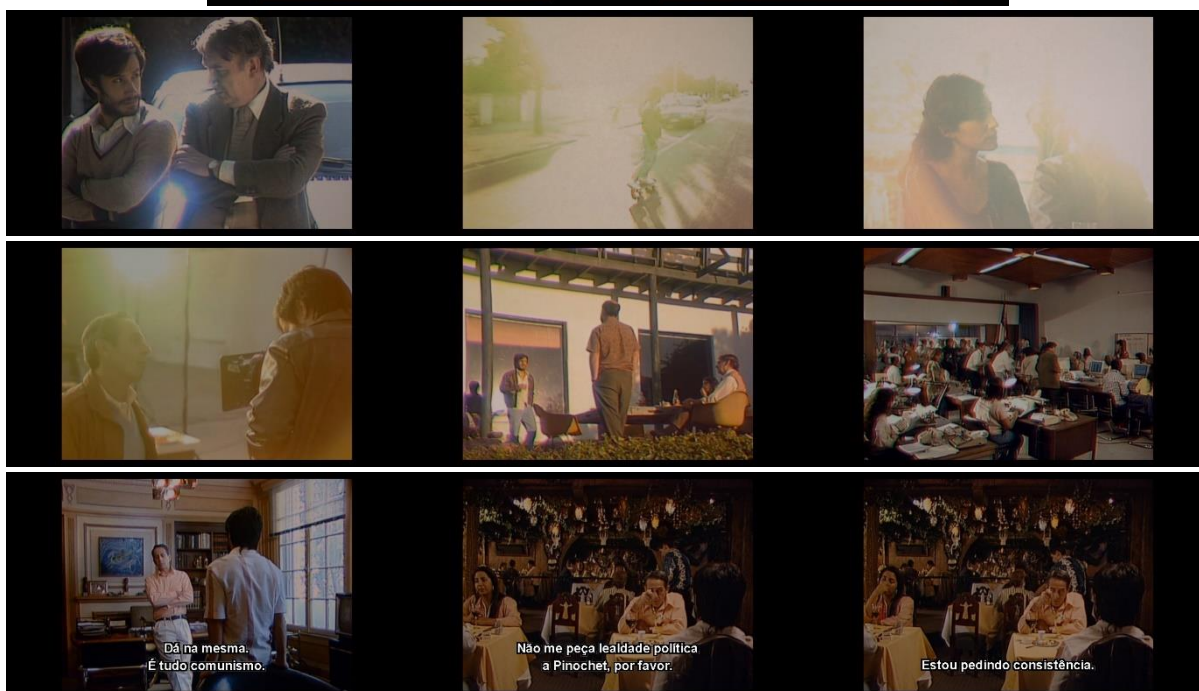 Dá na mesma.
É tudo comunismo.
Não me peça lealdade política
a Pinochet, por favor.
Estou pedindo consistência.